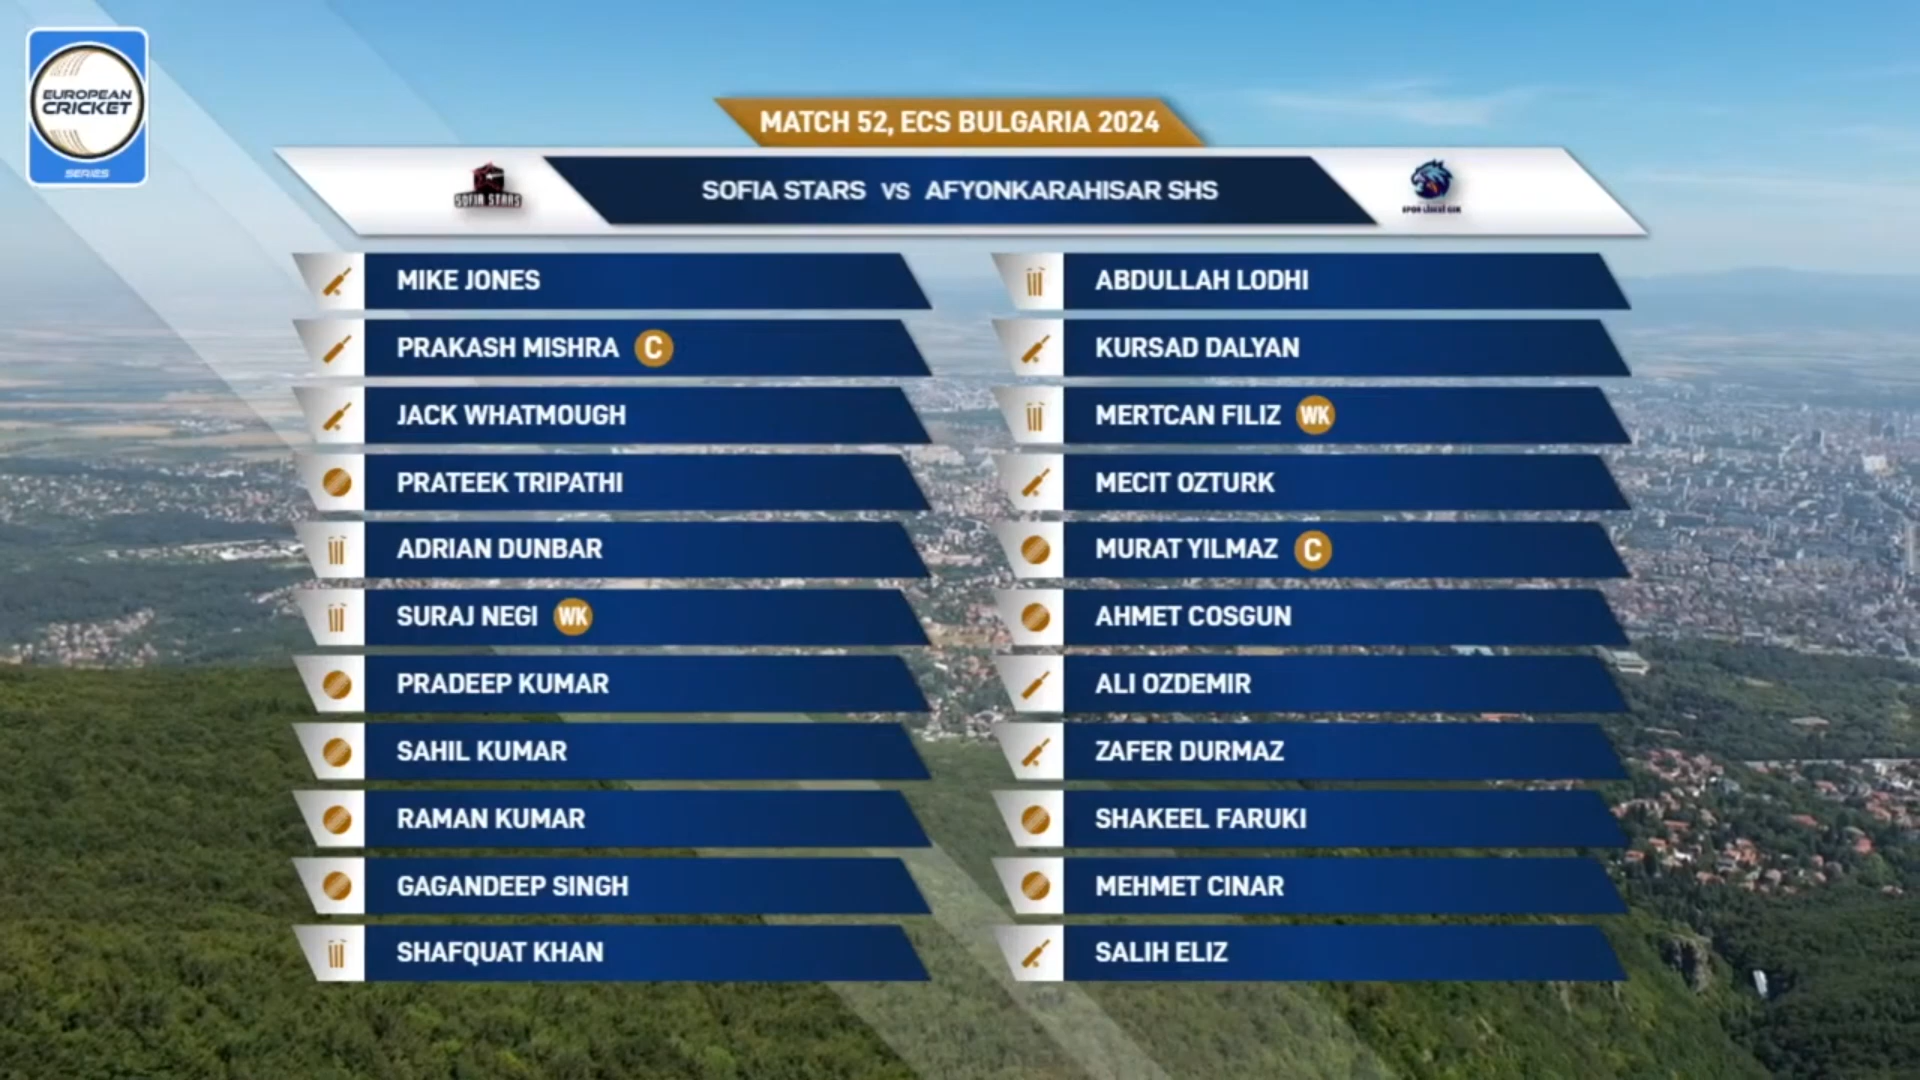 EUROPEAN
CRICKET
SERIES
MATCH 52, ECS BULGARIA 2024
SOFIA STARS
SOFIA STARS VS AFYONKARAHISAR SHS
MIKE JONES
PRAKASH MISHRA C
JACK WHATMOUGH
PRATEEK TRIPATHI
ADRIAN DUNBAR
SURAJ NEGI WK
PRADEEP KUMAR
SAHIL KUMAR
RAMAN KUMAR
GAGANDEEP SINGH
SHAFQUAT KHAN
ABDULLAH LODHI
KURSAD DALYAN
MERTCAN FILIZ WK
MECIT OZTURK
MURAT YILMAZ C
AHMET COSGUN
ALI OZDEMIR
ZAFER DURMAZ
SHAKEEL FARUKI
MEHMET CINAR
SALIH ELIZ